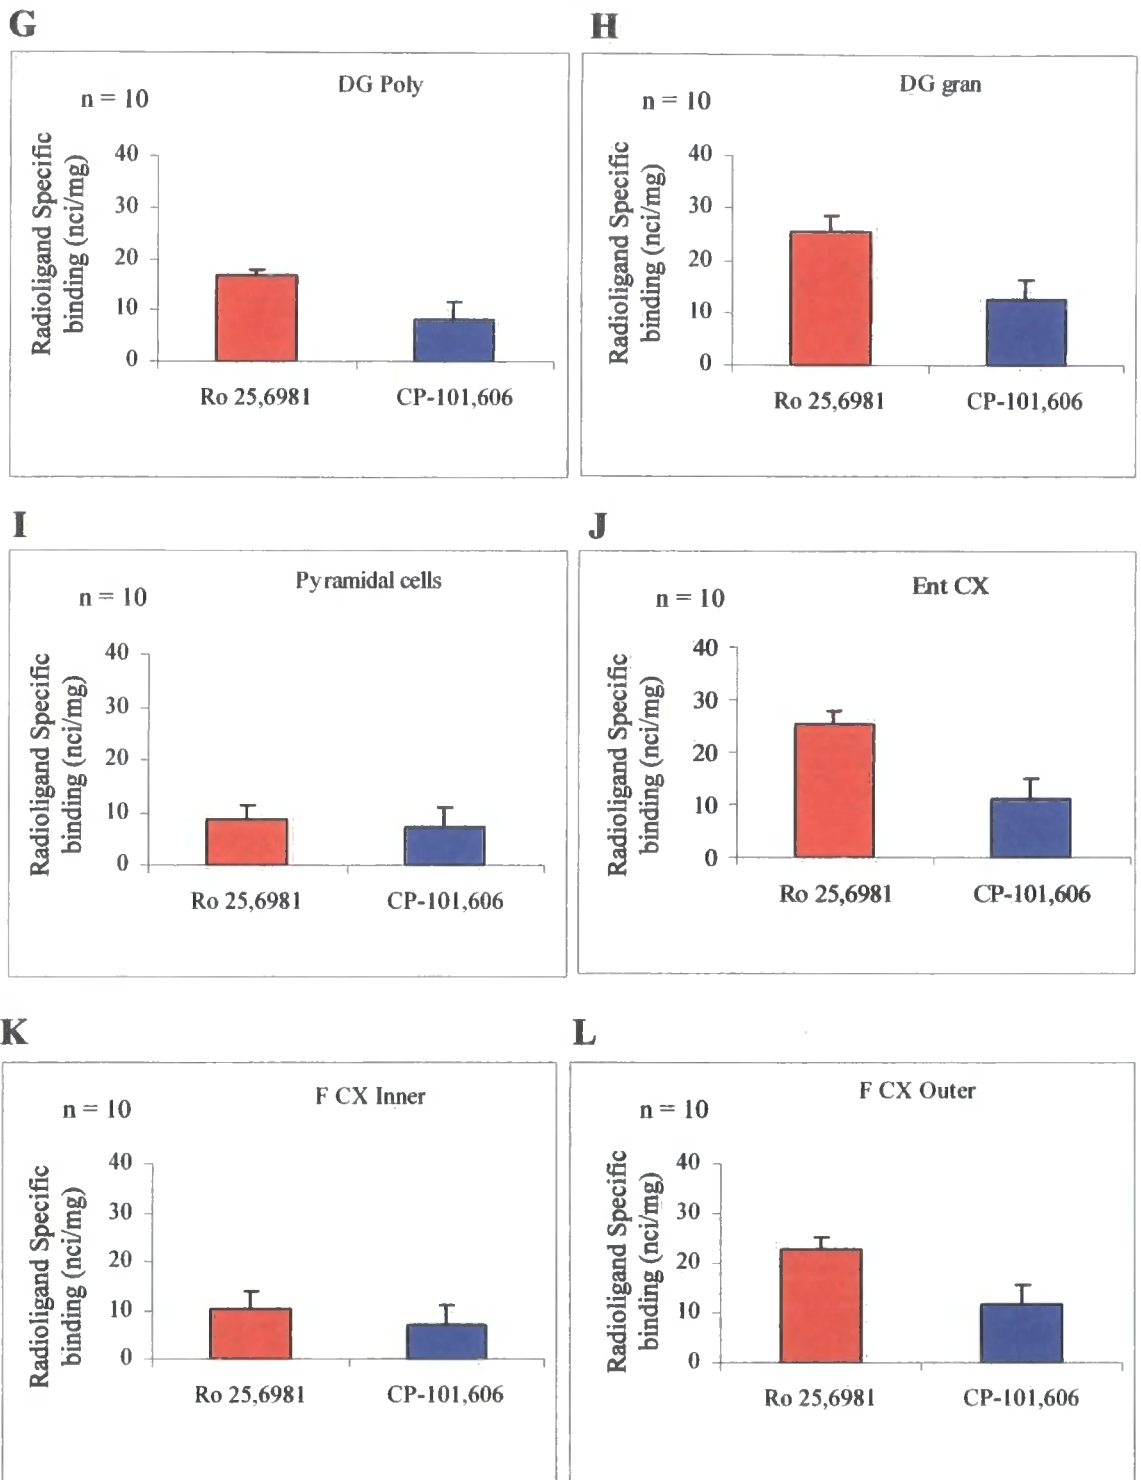 G
DG Poly
n = 10
Radioligand Specific
binding (nci/mg)
40
30
20
10
0
Ro 25,6981
CP-101,606
H
DG gran
n = 10
Radioligand Specific
binding (nci/mg)
40
30
20
10
0
Ro 25,6981
CP-101,606
I
Pyramidal cells
n = 10
Radioligand Specific
binding (nci/mg)
40
30
20
10
0
Ro 25,6981
CP-101,606
J
Ent CX
n = 10
Radioligand Specific
binding (nci/mg)
40
30
20
10
0
Ro 25,6981
CP-101,606
K
F CX Inner
n = 10
Radioligand Specific
binding (nci/mg)
40
30
20
10
0
Ro 25,6981
CP-101,606
L
F CX Outer
n = 10
Radioligand Specific
binding (nci/mg)
40
30
20
10
0
Ro 25,6981
CP-101,606